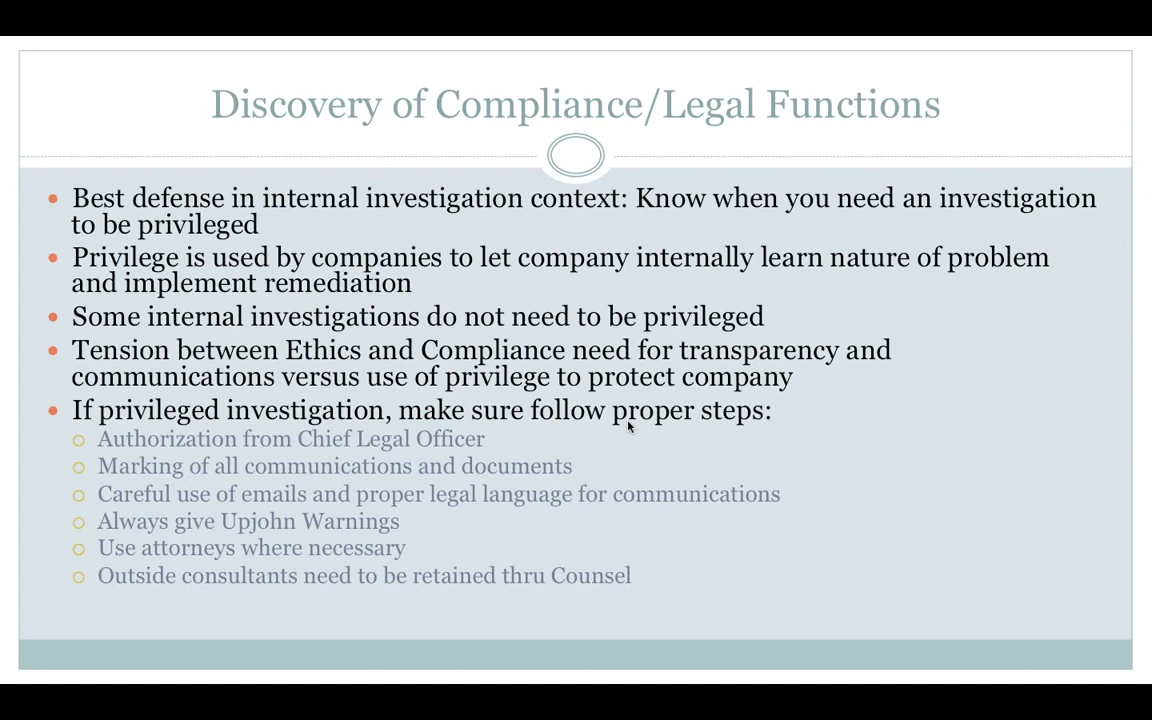 Discovery of Compliance/Legal Functions
• Best defense in internal investigation context: Know when you need an investigation
to be privileged
• Privilege is used by companies to let company internally learn nature of problem
and implement remediation
• Some internal investigations do not need to be privileged
• Tension between Ethics and Compliance need for transparency and
communications versus use of privilege to protect company
• If privileged investigation, make sure follow proper steps:
○ Authorization from Chief Legal Officer
○ Marking of all communications and documents
○ Careful use of emails and proper legal language for communications
○ Always give Upjohn Warnings
○ Use attorneys where necessary
○ Outside consultants need to be retained thru Counsel